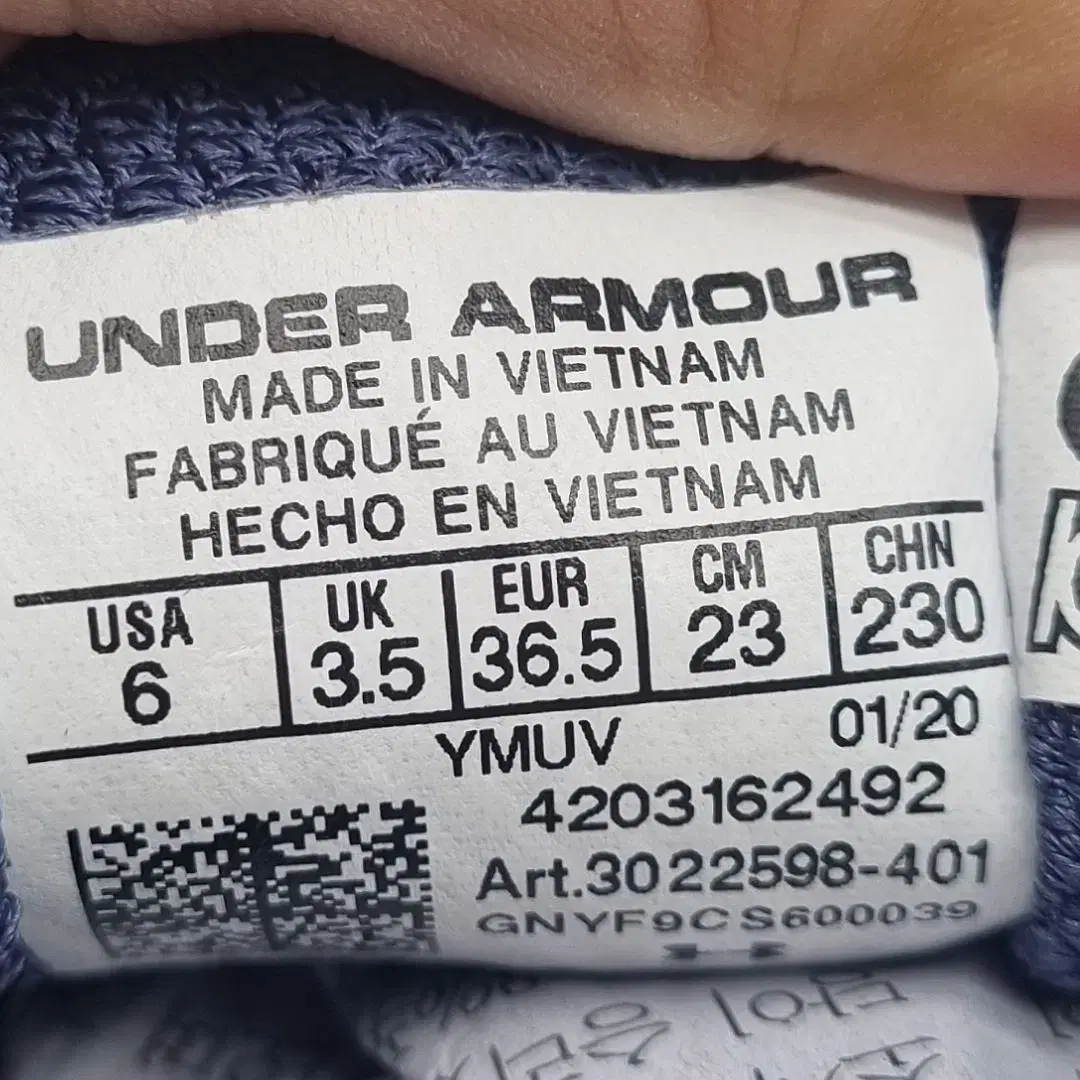 UNDER ARMOUR
MADE IN VIETNAM
FABRIQUÉ AU VIETNAM
HECHO EN VIETNAM
USA UK EUR CM CHN
6 3.5 36.5 23 230
YMUV 01/20
4203162492
Art.3022598-401
GNYF9CS600039